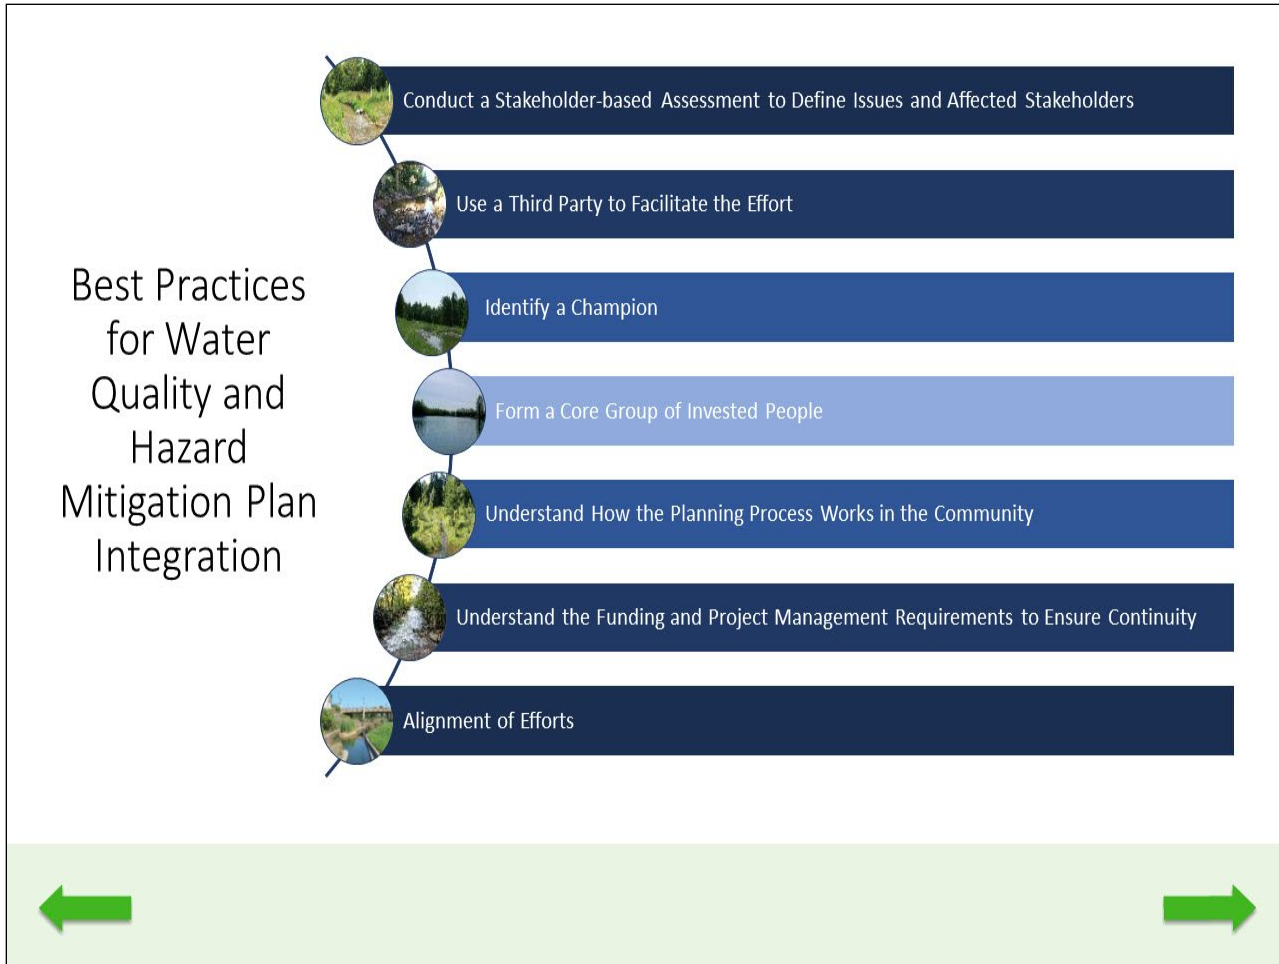 Best Practices
for Water
Quality and
Hazard
Mitigation Plan
Integration
Conduct a Stakeholder-based Assessment to Define Issues and Affected Stakeholders
Use a Third Party to Facilitate the Effort
Identify a Champion
Form a Core Group of Invested People
Understand How the Planning Process Works in the Community
Understand the Funding and Project Management Requirements to Ensure Continuity
Alignment of Efforts